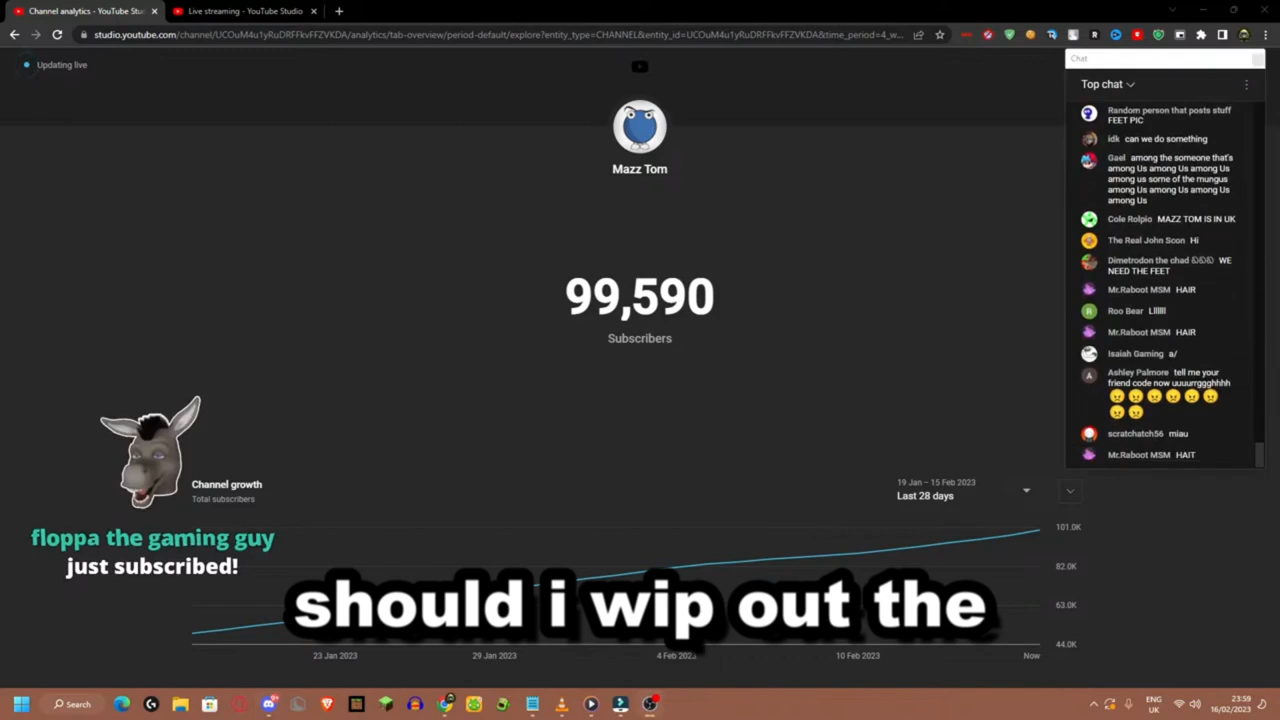 Channel analytics - YouTube Stu
Live streaming - YouTube Studio
studio.youtube.com/channel/UCOuM4u1yRuDRFFkvFFZVKDA/analytics/tab-overview/period-default/explore?entity_type=CHANNEL&entity_id=UCOuM4u1yRuDRFFkvFFZVKDA&time_period=4_w...
Updating live
Mazz Tom
99,590
Subscribers
Chat
Top chat
Random person that posts stuff
FEET PIC
idk can we do something
Gael among the someone that's
among Us among Us among Us
among us some of the mungus
among Us among Us among Us
among Us
Cole Rolpio MAZZ TOM IS IN UK
The Real John Scon Hi
Dimetrodon the chad WE
NEED THE FEET
Mr.Raboot MSM HAIR
Roo Bear Llllll
Mr.Raboot MSM HAIR
Isaiah Gaming a/
Ashley Palmore tell me your
friend code now uuuurrggghhhh
😠😠😠😠😠😠
😠😠
scratchatch56 miau
Mr.Raboot MSM HAIT
Channel growth
Total subscribers
19 Jan – 15 Feb 2023
Last 28 days
101.0K
82.0K
63.0K
44.0K
floppa the gaming guy
just subscribed!
should i wip out the
23 Jan 2023
29 Jan 2023
4 Feb 2023
10 Feb 2023
Now
Search
ENG
UK
23:59
16/02/2023